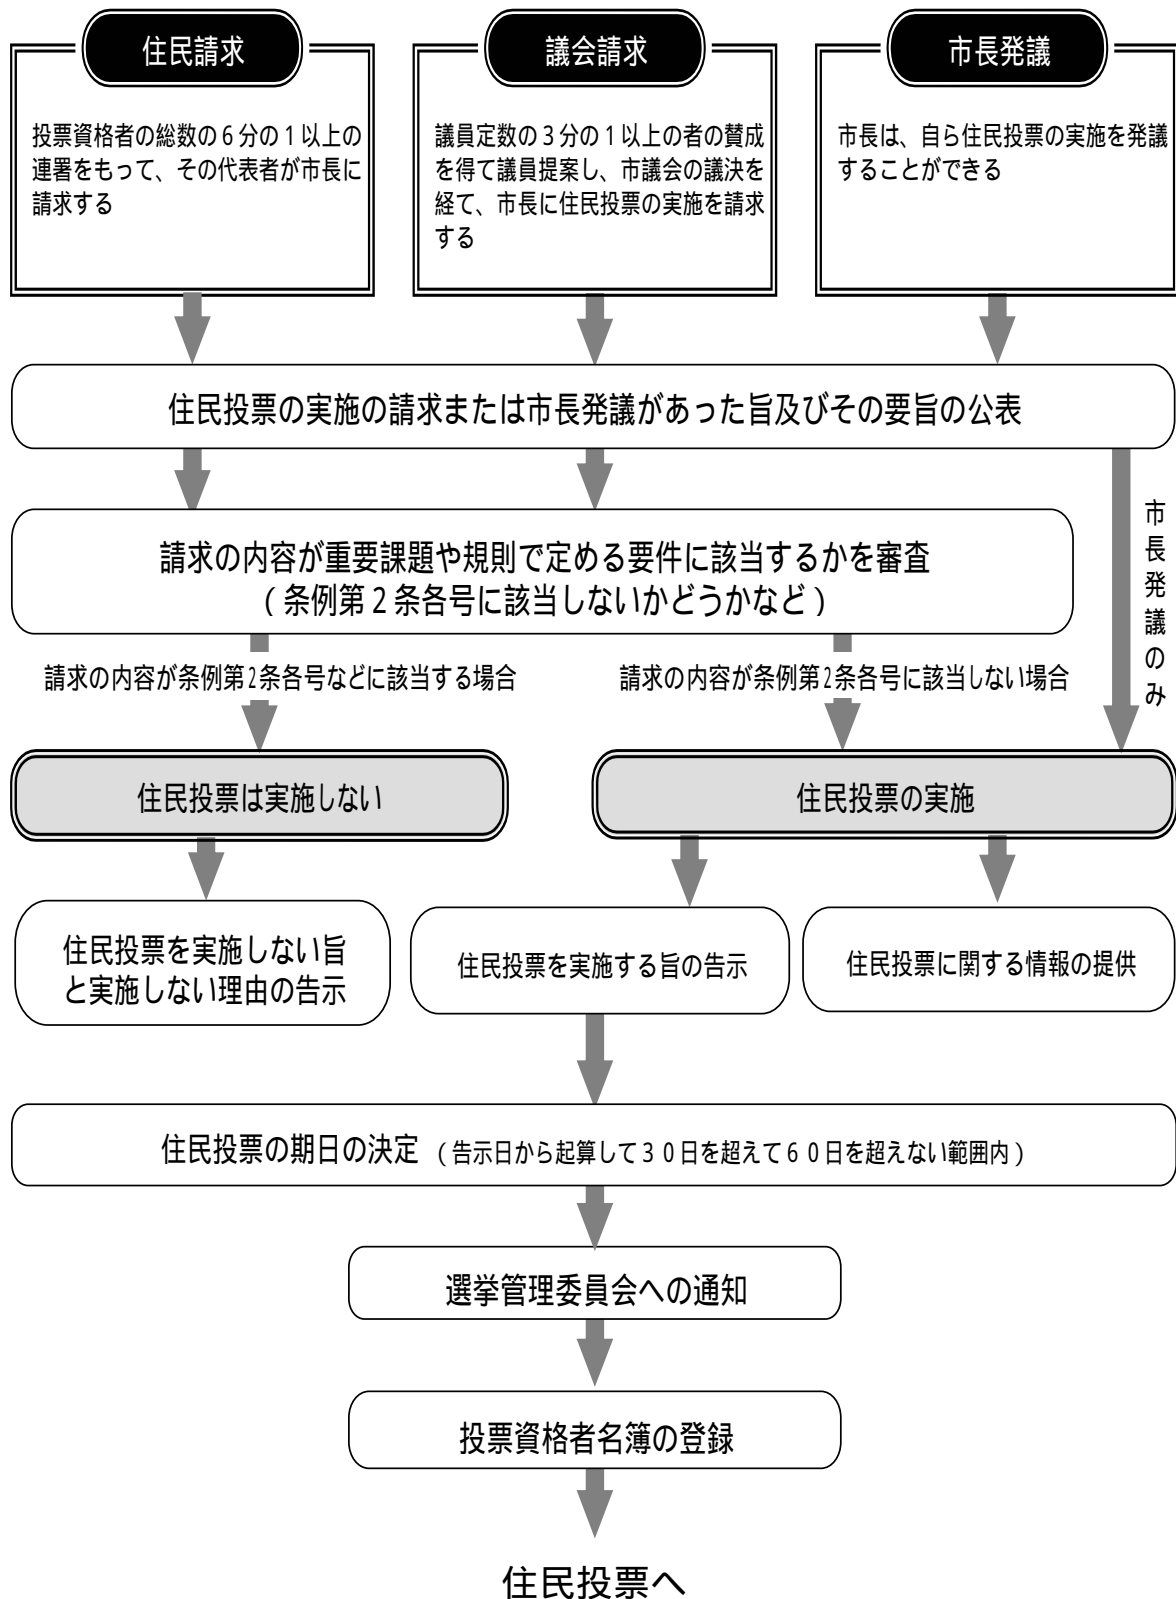 住民請求
投票資格者の総数の６分の１以上の
連署をもって、その代表者が市長に
請求する
議会請求
議員定数の３分の１以上の者の賛成
を得て議員提案し、市議会の議決を
経て、市長に住民投票の実施を請求
する
市長発議
市長は、自ら住民投票の実施を発議
することができる
住民投票の実施の請求または市長発議があった旨及びその要旨の公表
請求の内容が重要課題や規則で定める要件に該当するかを審査
（条例第２条各号に該当しないかどうかなど）
市長発議のみ
請求の内容が条例第2条各号などに該当する場合
請求の内容が条例第2条各号に該当しない場合
住民投票は実施しない
住民投票の実施
住民投票を実施しない旨
と実施しない理由の告示
住民投票を実施する旨の告示
住民投票に関する情報の提供
住民投票の期日の決定（告示日から起算して３０日を超えて６０日を超えない範囲内）
選挙管理委員会への通知
投票資格者名簿の登録
住民投票へ